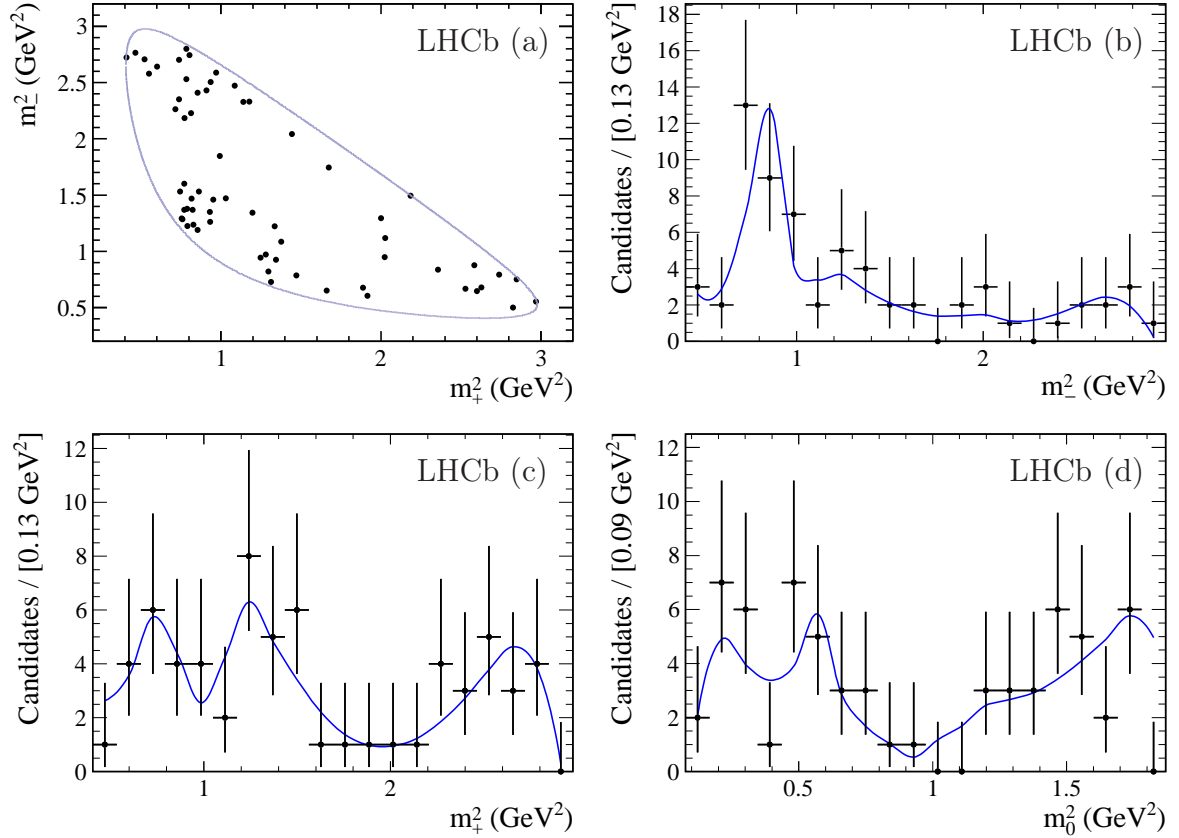 LHCb (a)
m²₋ (GeV²)
3
2.5
2
1.5
1
0.5
1 2 3
m²₊ (GeV²)
LHCb (b)
Candidates / [0.13 GeV²]
18
16
14
12
10
8
6
4
2
0
1 2
m²₋ (GeV²)
LHCb (c)
Candidates / [0.13 GeV²]
12
10
8
6
4
2
0
1 2
m²₊ (GeV²)
LHCb (d)
Candidates / [0.09 GeV²]
12
10
8
6
4
2
0
0.5 1 1.5
m²₀ (GeV²)